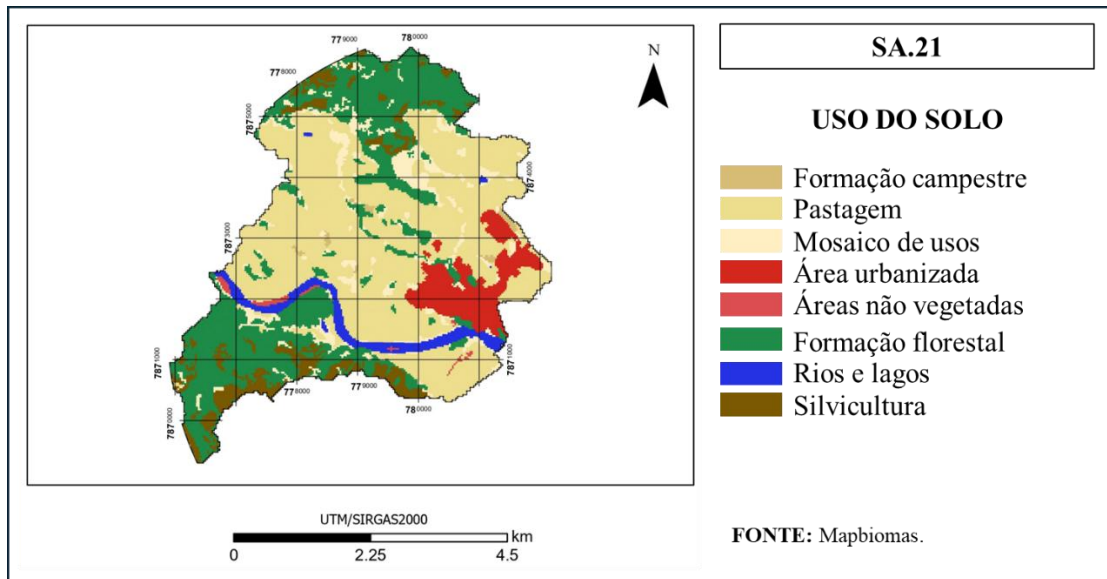 SA.21
USO DO SOLO
Formação campestre
Pastagem
Mosaico de usos
Área urbanizada
Áreas não vegetadas
Formação florestal
Rios e lagos
Silvicultura
FONTE: Mapbiomas.
N
778000
779000
780000
7875000
7874000
7873000
7871000
7871000
7870000
778000
779000
780000
UTM/SIRGAS2000
km
0 2.25 4.5